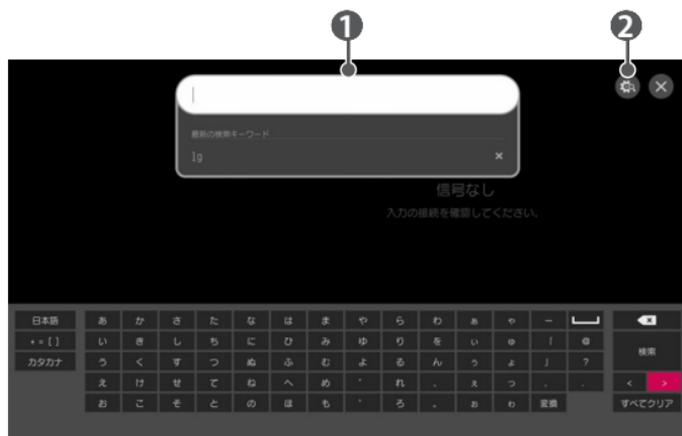 1 2
最新の検索キーワード
lg ×
信号なし
入力の接続を確認してください。
日本語 あ か さ た な は ま や ら わ ぁ ゃ ー
+ = [ ] い き し ち に ひ み ゆ り を ぃ ゅ 「 @
カタカナ う く す つ ぬ ふ む よ る ん ぅ ょ 」 ? 検索
え け せ て ね へ め ゛ れ 、 ぇ っ . . < >
お こ そ と の ほ も ゜ ろ 。 ぉ ゎ 変換 すべてクリア